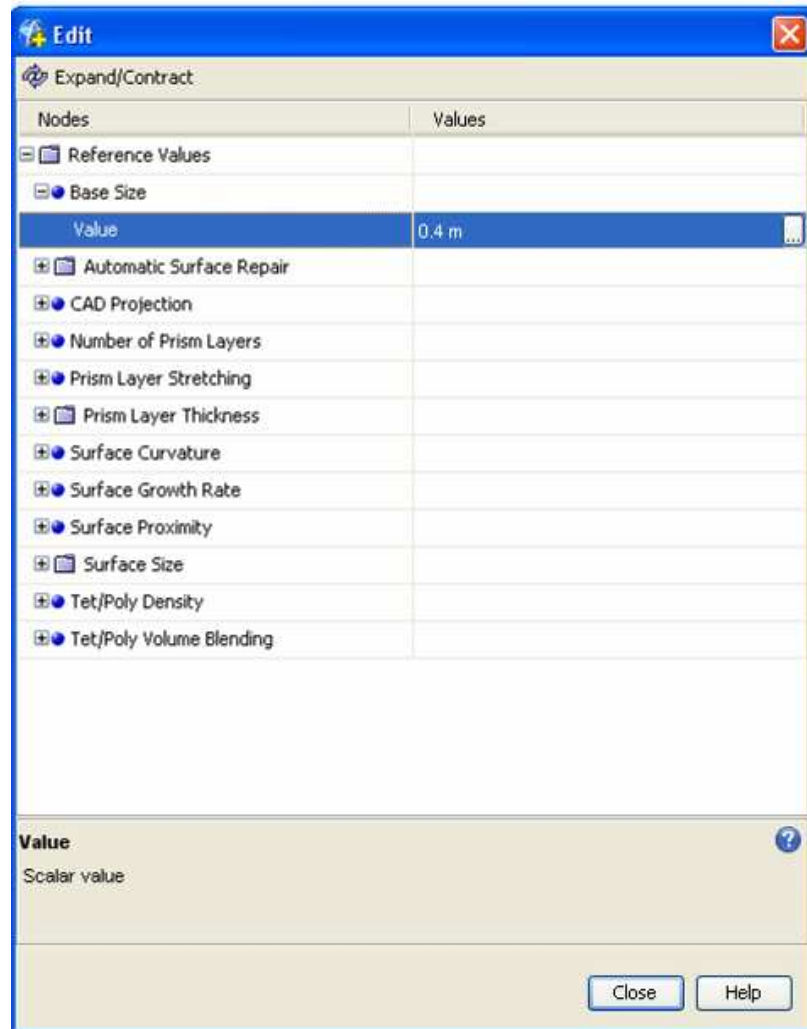 Edit
Expand/Contract
Nodes Values
Reference Values
Base Size
Value 0.4 m
...
Automatic Surface Repair
CAD Projection
Number of Prism Layers
Prism Layer Stretching
Prism Layer Thickness
Surface Curvature
Surface Growth Rate
Surface Proximity
Surface Size
Tet/Poly Density
Tet/Poly Volume Blending
Value
?
Scalar value
Close Help